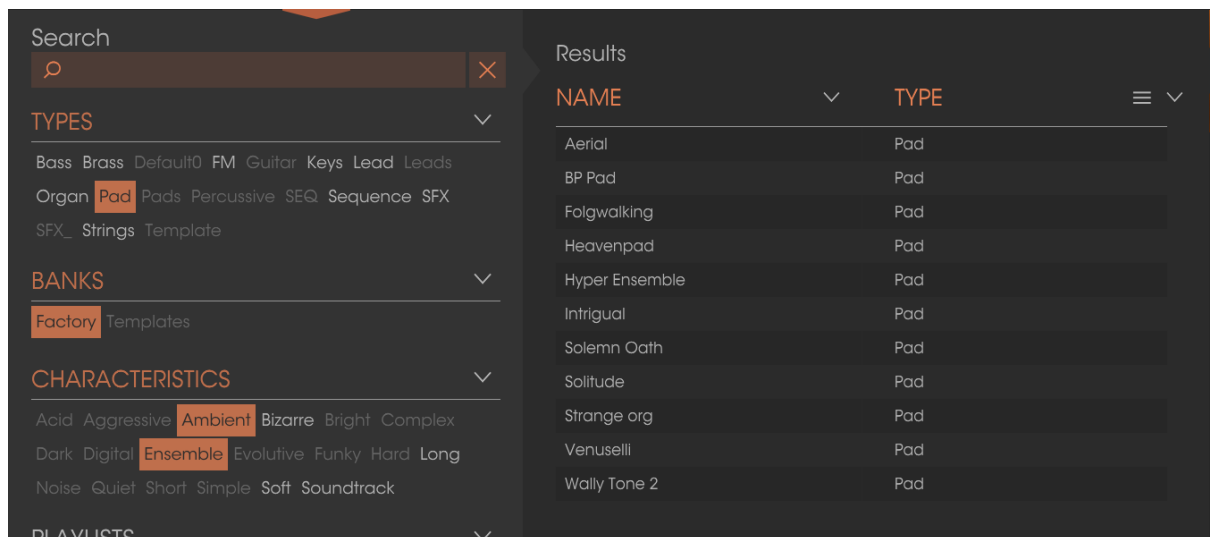 Search
TYPES
Bass Brass Default0 FM Guitar Keys Lead Leads
Organ Pad Pads Percussive SEQ Sequence SFX
SFX_ Strings Template
BANKS
Factory Templates
CHARACTERISTICS
Acid Aggressive Ambient Bizarre Bright Complex
Dark Digital Ensemble Evolutive Funky Hard Long
Noise Quiet Short Simple Soft Soundtrack
PLAYLISTS
Results
NAME TYPE
Aerial Pad
BP Pad Pad
Folgwalking Pad
Heavenpad Pad
Hyper Ensemble Pad
Intrigual Pad
Solemn Oath Pad
Solitude Pad
Strange org Pad
Venuselli Pad
Wally Tone 2 Pad